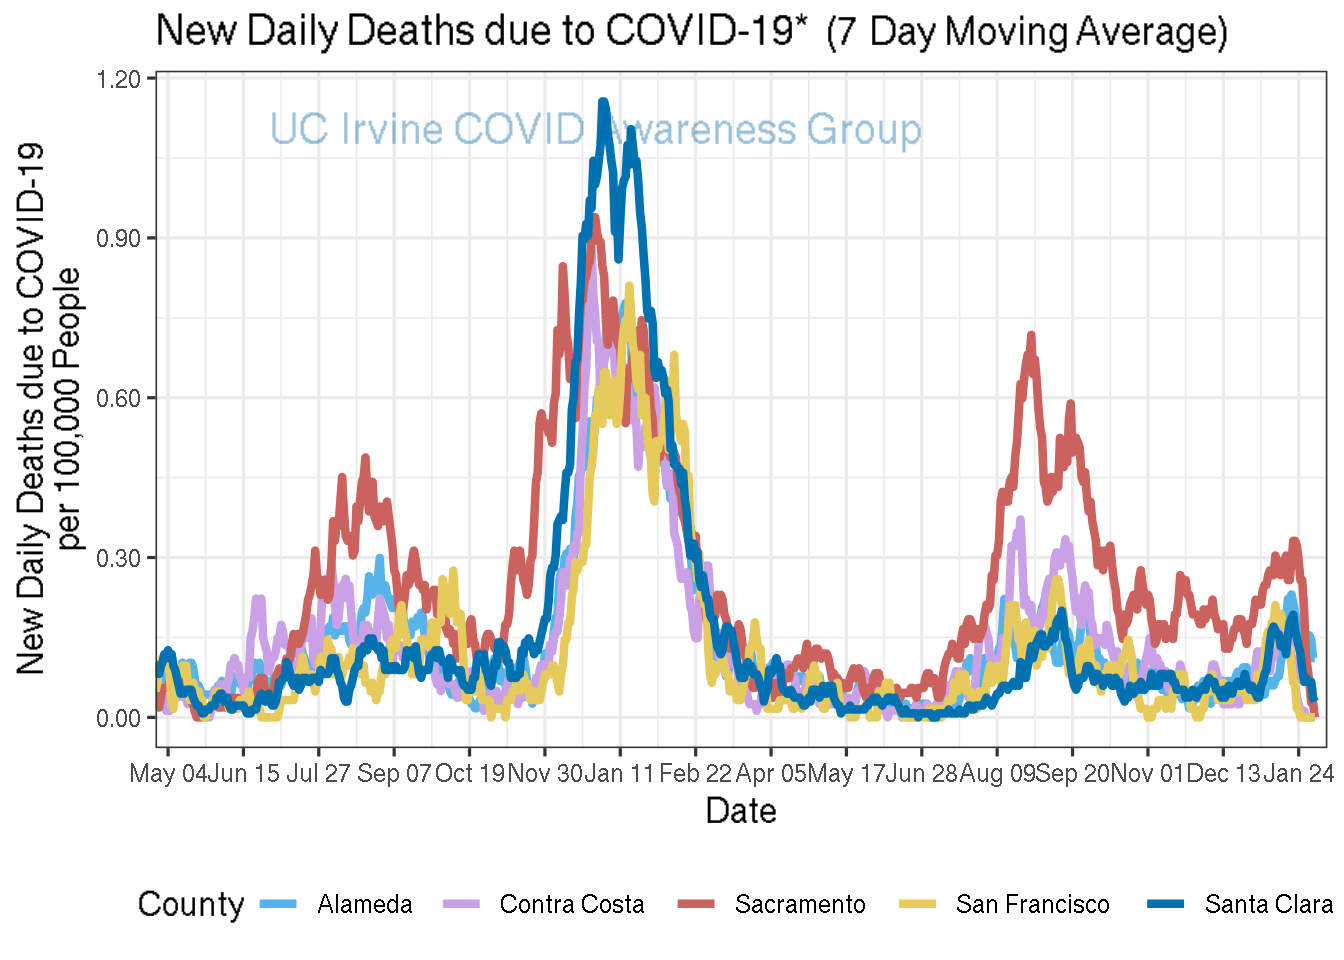 New Daily Deaths due to COVID-19* (7 Day Moving Average)
UC Irvine COVID Awareness Group
New Daily Deaths due to COVID-19
per 100,000 People
1.20
0.90
0.60
0.30
0.00
May 04 Jun 15 Jul 27 Sep 07 Oct 19 Nov 30 Jan 11 Feb 22 Apr 05 May 17 Jun 28 Aug 09 Sep 20 Nov 01 Dec 13 Jan 24
Date
County Alameda Contra Costa Sacramento San Francisco Santa Clara